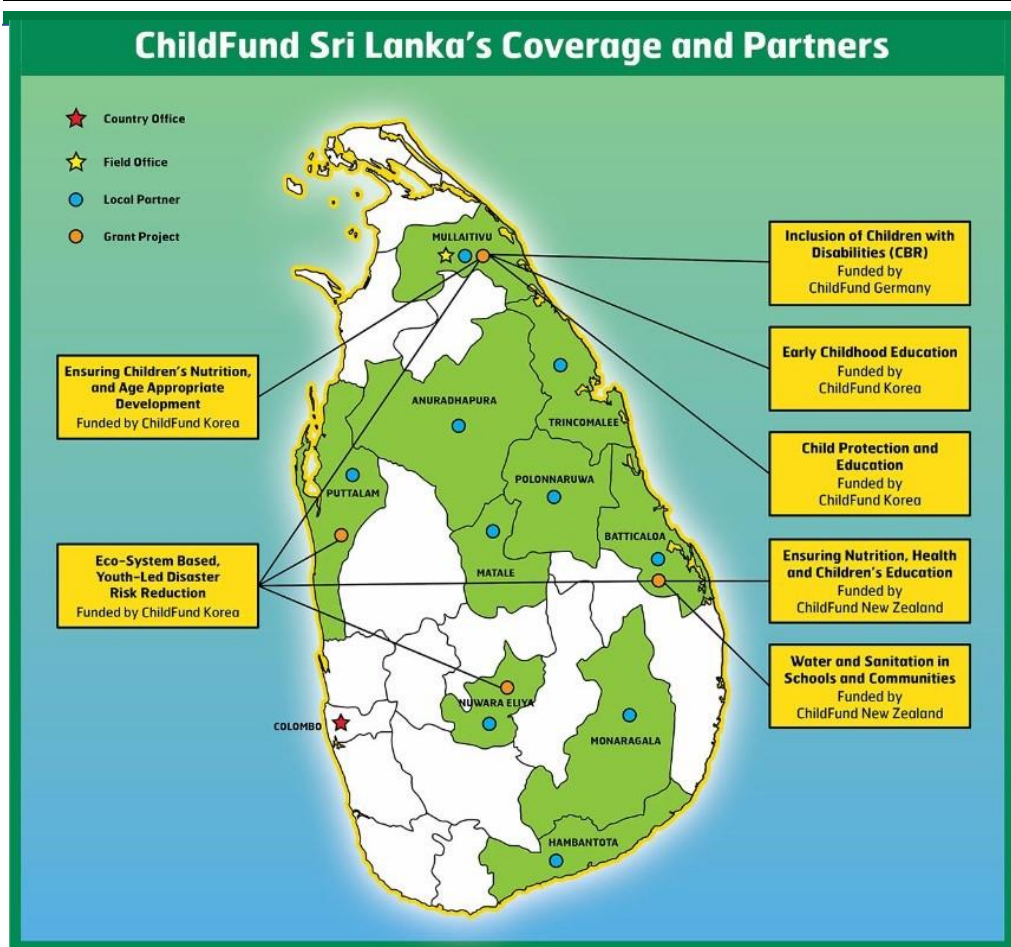 ChildFund Sri Lanka's Coverage and Partners
Country Office
Field Office
Local Partner
Grant Project
MULLAITIVU
Inclusion of Children with
Disabilities (CBR)
Funded by
ChildFund Germany
Early Childhood Education
Funded by
ChildFund Korea
Ensuring Children's Nutrition,
and Age Appropriate
Development
Funded by ChildFund Korea
ANURADHAPURA
TRINCOMALEE
Child Protection and
Education
Funded by
ChildFund Korea
PUTTALAM
POLONNARUWA
BATTICALOA
MATALE
Eco-System Based,
Youth-Led Disaster
Risk Reduction
Funded by ChildFund Korea
Ensuring Nutrition, Health
and Children's Education
Funded by
ChildFund New Zealand
Water and Sanitation in
Schools and Communities
Funded by
ChildFund New Zealand
NUWARA ELIYA
COLOMBO
MONARAGALA
HAMBANTOTA